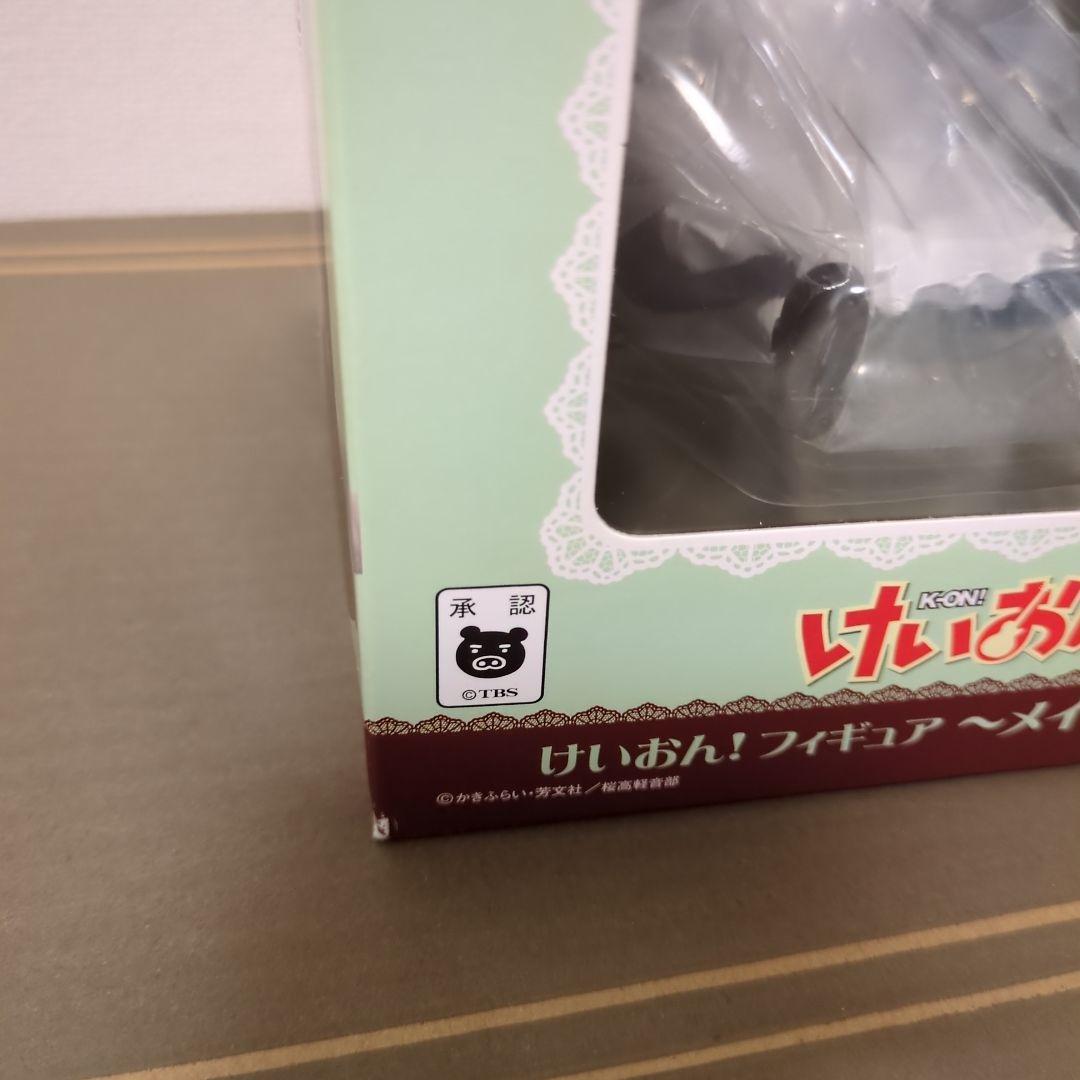 承 認
©TBS
K-ON!
けいおん
けいおん！フィギュア ～メイ
©かきふらい・芳文社／桜高軽音部